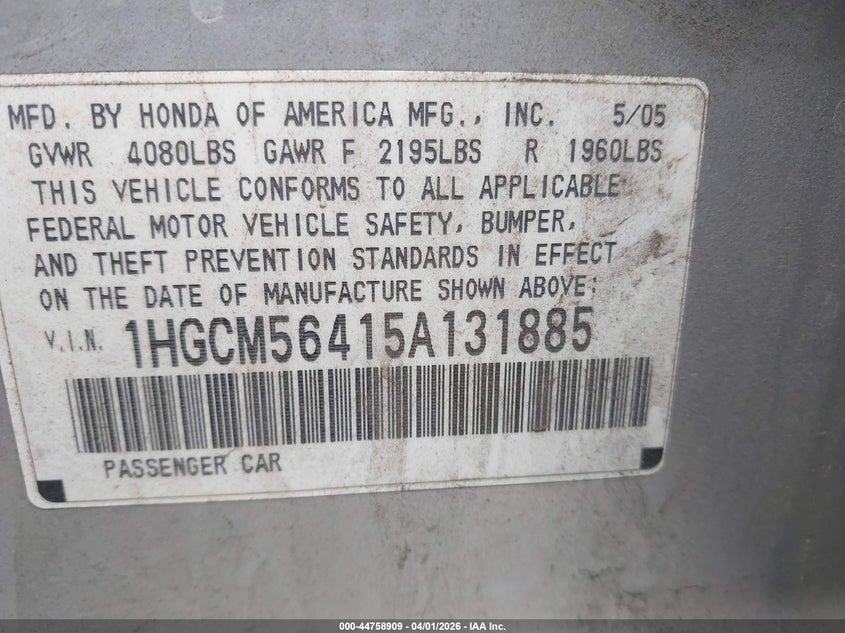 MFD. BY HONDA OF AMERICA MFG., INC. 5/05
GVWR 4080LBS GAWR F 2195LBS R 1960LBS
THIS VEHICLE CONFORMS TO ALL APPLICABLE
FEDERAL MOTOR VEHICLE SAFETY, BUMPER,
AND THEFT PREVENTION STANDARDS IN EFFECT
ON THE DATE OF MANUFACTURE SHOWN ABOVE:
V.I.N. 1HGCM56415A131885
PASSENGER CAR
000-44758909 - 04/01/2026 - IAA Inc.